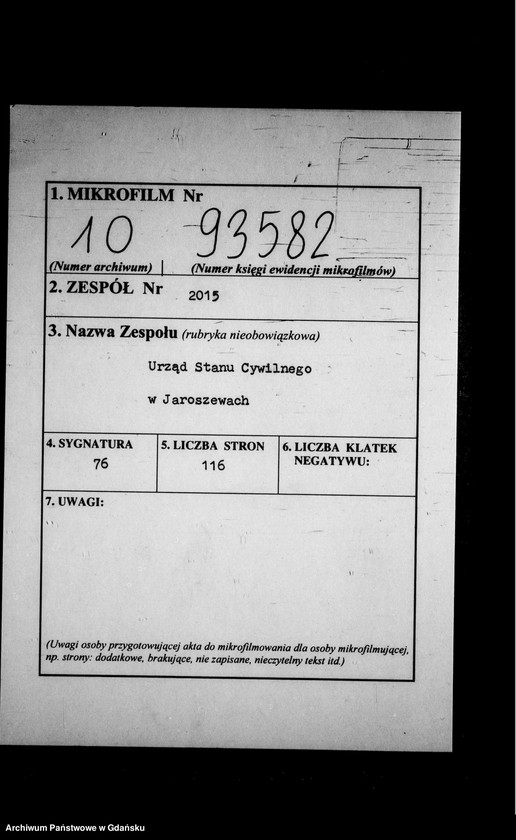 1. MIKROFILM Nr
10 93582
(Numer archiwum) (Numer księgi ewidencji mikrofilmów)
2. ZESPÓŁ Nr 2015
3. Nazwa Zespołu (rubryka nieobowiązkowa)
Urząd Stanu Cywilnego
w Jaroszewach
4. SYGNATURA 5. LICZBA STRON 6. LICZBA KLATEK
NEGATYWU:
76 116
7. UWAGI:
(Uwagi osoby przygotowującej akta do mikrofilmowania dla osoby mikrofilmującej,
np. strony: dodatkowe, brakujące, nie zapisane, nieczytelny tekst itd.)
Archiwum Państwowe w Gdańsku